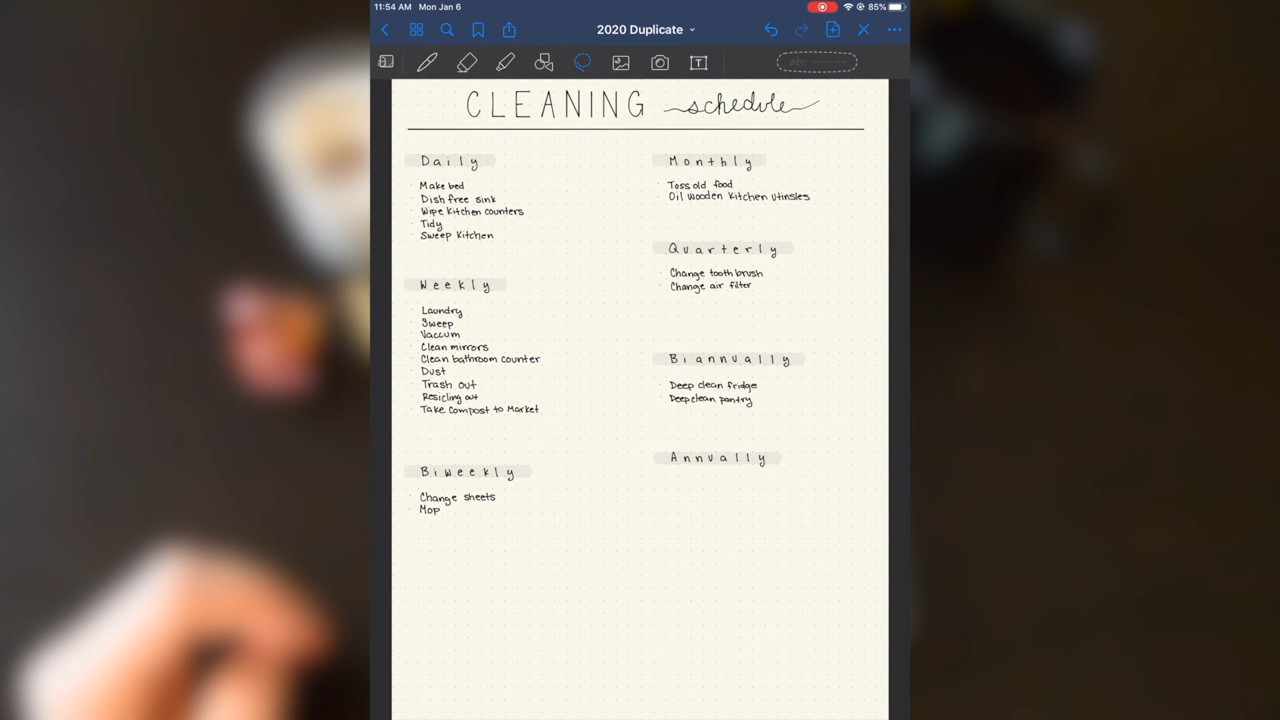 11:54 AM Mon Jan 6
85%
2020 Duplicate
abc
CLEANING schedule
Daily
Make bed
Dish free sink
Wipe kitchen counters
Tidy
Sweep kitchen
Weekly
Laundry
Sweep
Vaccum
Clean mirrors
Clean bathroom counter
Dust
Trash out
Resicling out
Take compost to Market
Biweekly
Change sheets
Mop
Monthly
Toss old food
Oil wooden kitchen utinsles
Quarterly
Change tooth brush
Change air filter
Biannually
Deep clean fridge
Deep clean pantry
Annually